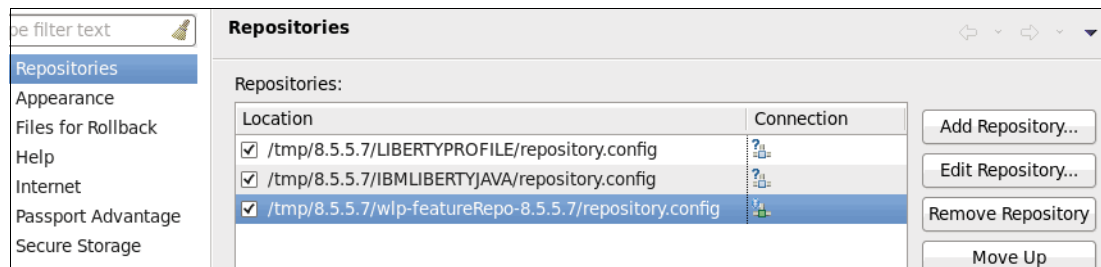 pe filter text
Repositories
Appearance
Files for Rollback
Help
Internet
Passport Advantage
Secure Storage
Repositories
Repositories:
Location Connection
/tmp/8.5.5.7/LIBERTYPROFILE/repository.config
/tmp/8.5.5.7/IBMLIBERTYJAVA/repository.config
/tmp/8.5.5.7/wlp-featureRepo-8.5.5.7/repository.config
Add Repository...
Edit Repository...
Remove Repository
Move Up